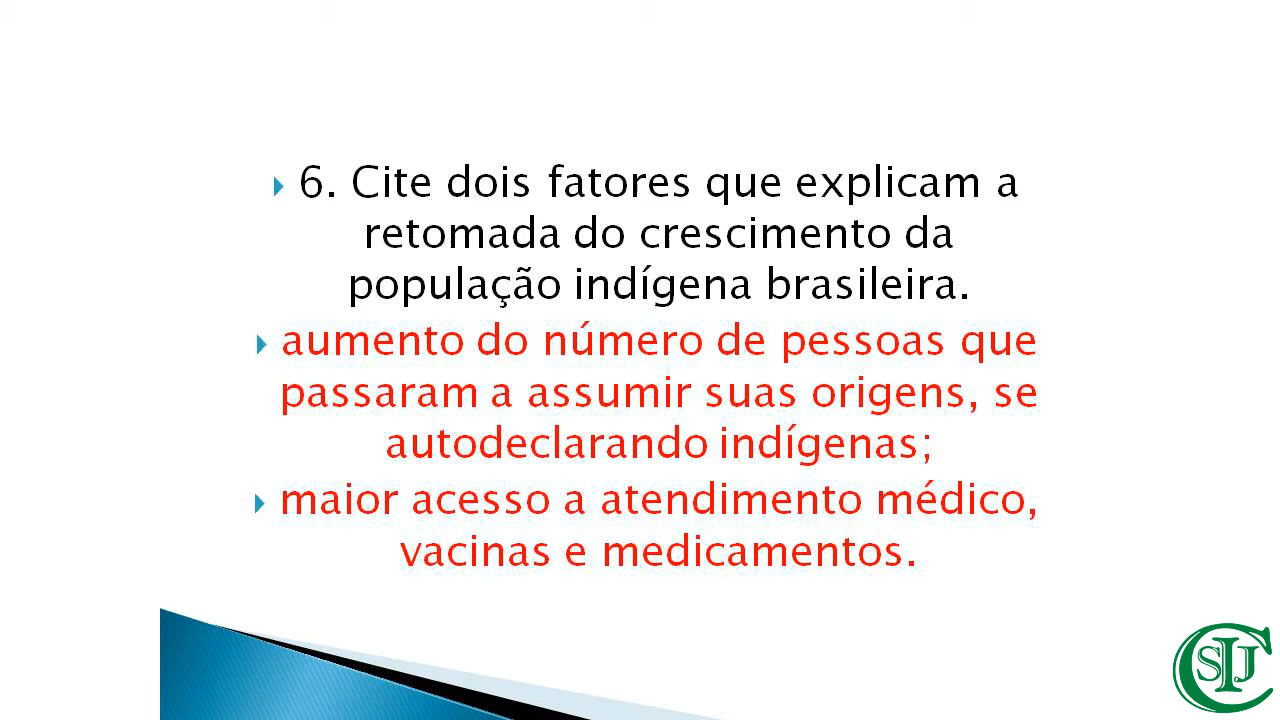 6. Cite dois fatores que explicam a
retomada do crescimento da
população indígena brasileira.
aumento do número de pessoas que
passaram a assumir suas origens, se
autodeclarando indígenas;
maior acesso a atendimento médico,
vacinas e medicamentos.
CSIJ